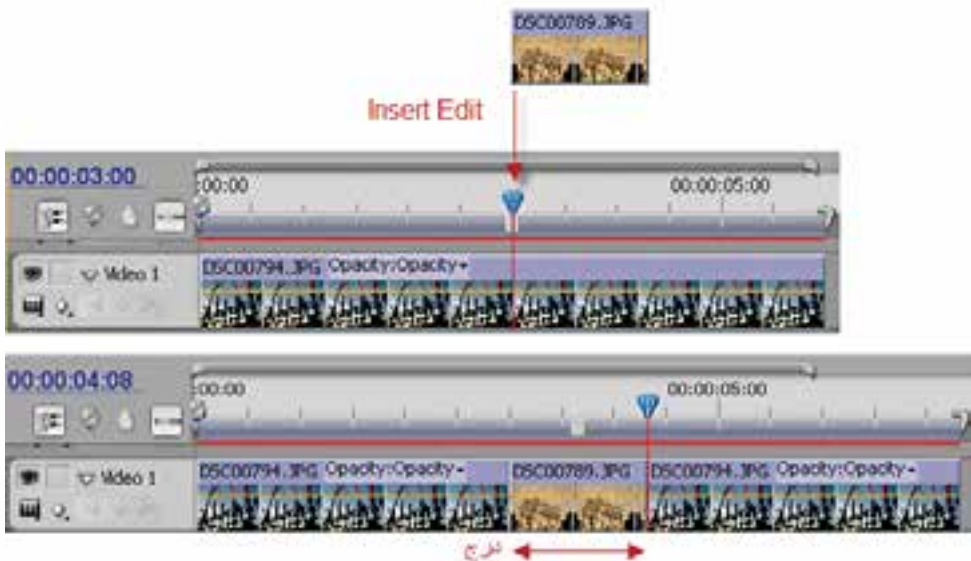 DSC00789.JPG
Insert Edit
00:00:03:00
:00:00
00:00:05:00
Video 1
DSC00794.JPG Opacity:Opacity
00:00:04:08
:00:00
00:00:05:00
Video 1
DSC00794.JPG Opacity:Opacity DSC00789.JPG DSC00794.JPG Opacity:Opacity
درج